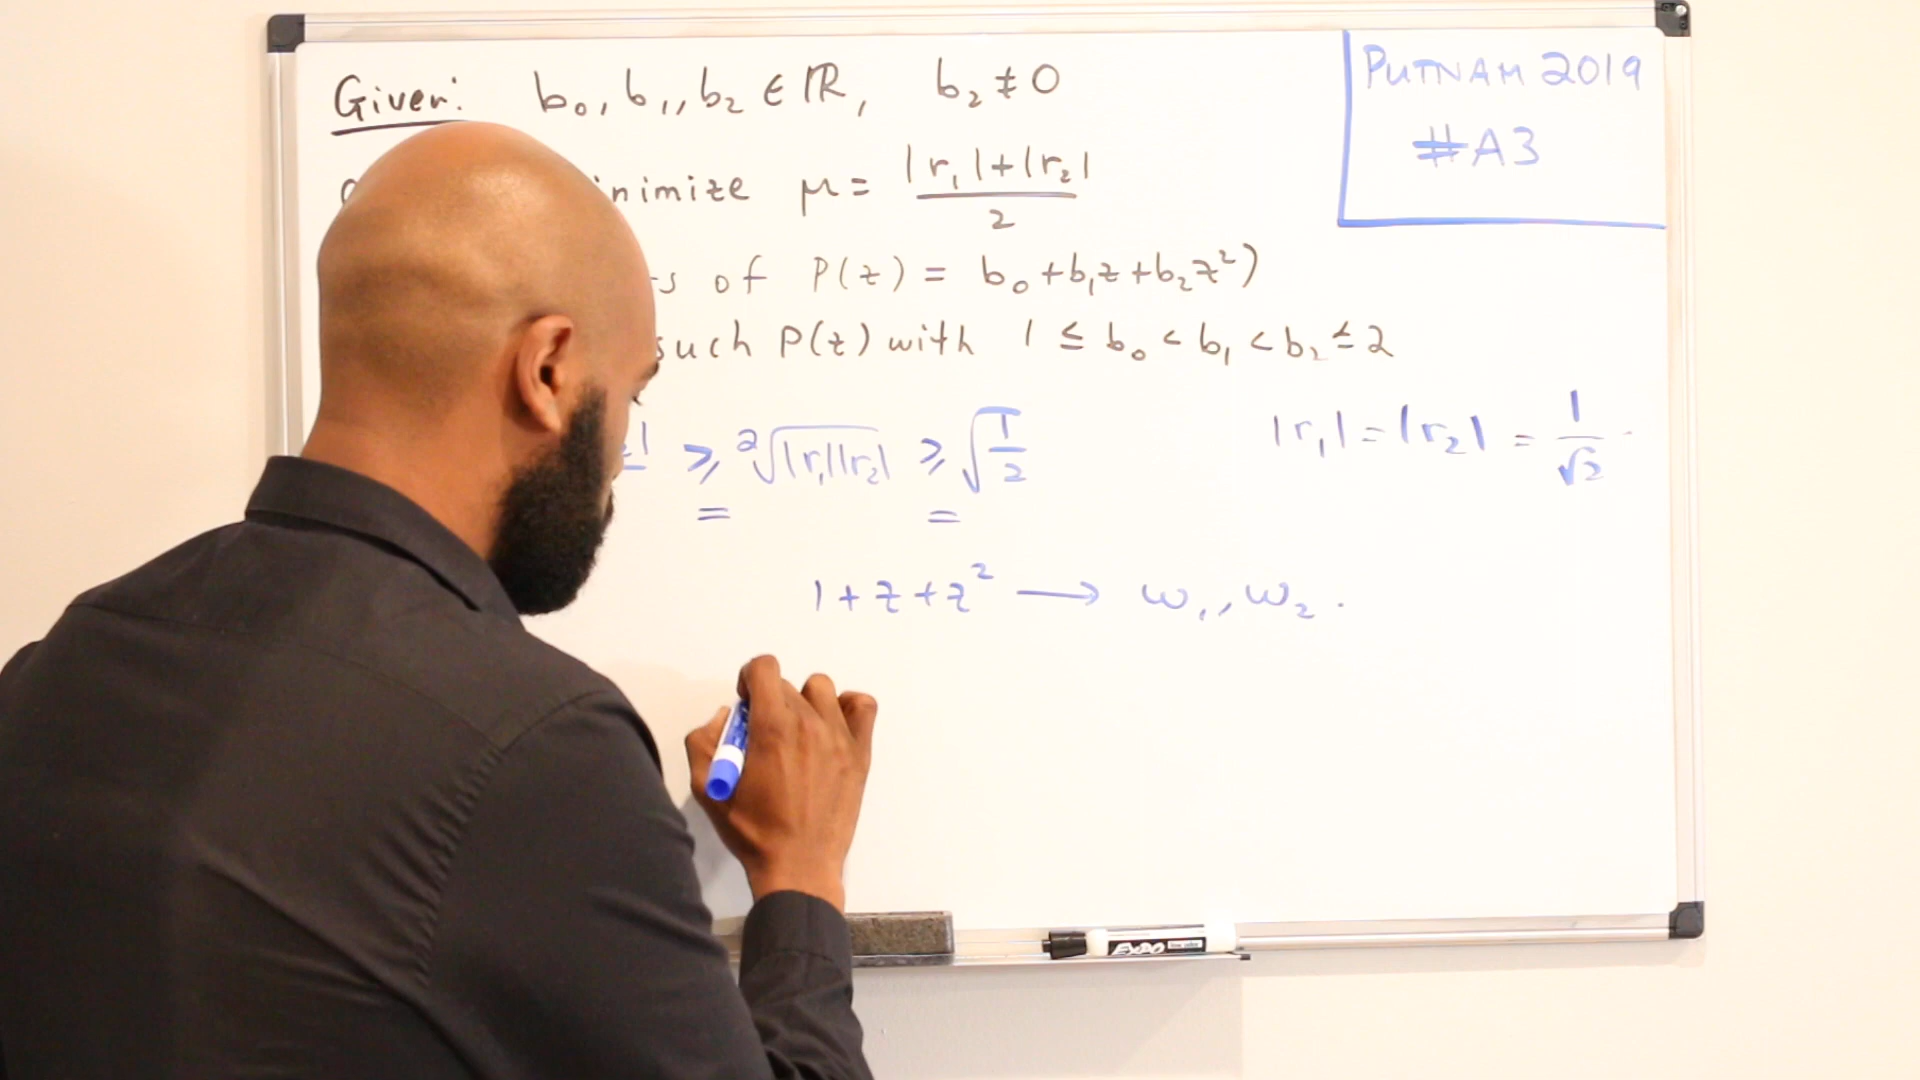 Given: b₀, b₁, b₂ ∈ ℝ, b₂ ≠ 0
PUTNAM 2019
#A3
μ = (|r₁| + |r₂|)/2
of P(z) = b₀ + b₁z + b₂z²)
such P(z) with 1 ≤ b₀ < b₁ < b₂ ≤ 2
≥ ²√|r₁||r₂| ≥ √(1/2)
= =
|r₁| = |r₂| = 1/√2
1 + z + z² → ω₁, ω₂.
EXPO